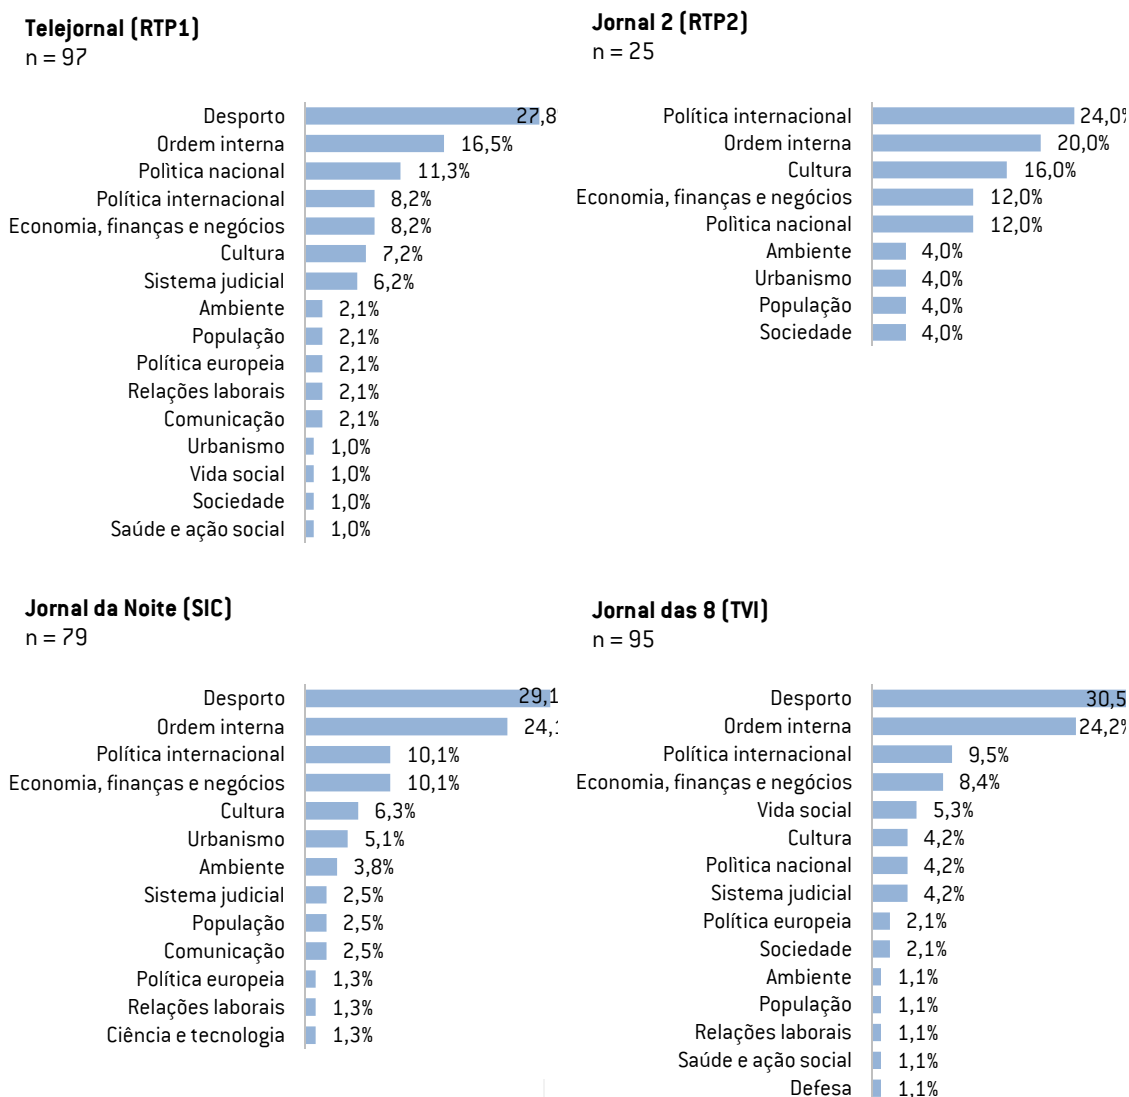 Telejornal (RTP1)
n = 97
Desporto 27,8
Ordem interna 16,5%
Polìtica nacional 11,3%
Política internacional 8,2%
Economia, finanças e negócios 8,2%
Cultura 7,2%
Sistema judicial 6,2%
Ambiente 2,1%
População 2,1%
Política europeia 2,1%
Relações laborais 2,1%
Comunicação 2,1%
Urbanismo 1,0%
Vida social 1,0%
Sociedade 1,0%
Saúde e ação social 1,0%
Jornal 2 (RTP2)
n = 25
Política internacional 24,0%
Ordem interna 20,0%
Cultura 16,0%
Economia, finanças e negócios 12,0%
Polìtica nacional 12,0%
Ambiente 4,0%
Urbanismo 4,0%
População 4,0%
Sociedade 4,0%
Jornal da Noite (SIC)
n = 79
Desporto 29,1
Ordem interna 24,1
Política internacional 10,1%
Economia, finanças e negócios 10,1%
Cultura 6,3%
Urbanismo 5,1%
Ambiente 3,8%
Sistema judicial 2,5%
População 2,5%
Comunicação 2,5%
Política europeia 1,3%
Relações laborais 1,3%
Ciência e tecnologia 1,3%
Jornal das 8 (TVI)
n = 95
Desporto 30,5
Ordem interna 24,2%
Política internacional 9,5%
Economia, finanças e negócios 8,4%
Vida social 5,3%
Cultura 4,2%
Polìtica nacional 4,2%
Sistema judicial 4,2%
Política europeia 2,1%
Sociedade 2,1%
Ambiente 1,1%
População 1,1%
Relações laborais 1,1%
Saúde e ação social 1,1%
Defesa 1,1%